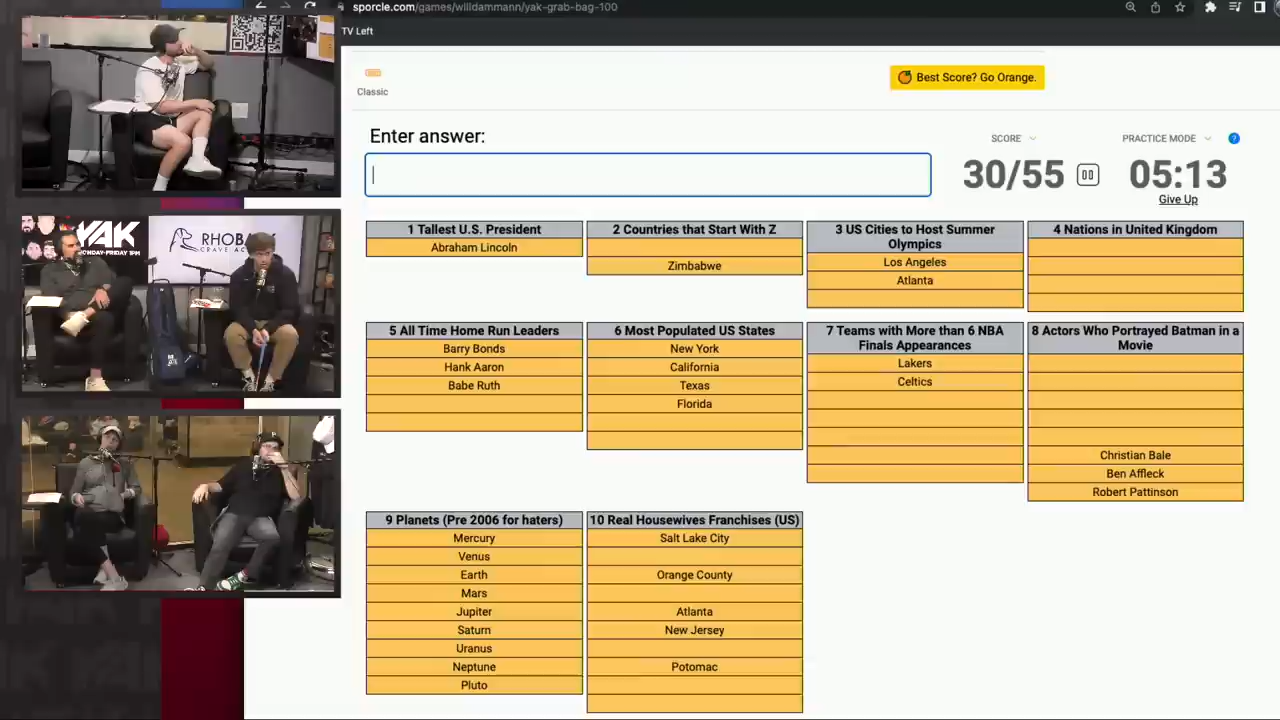 sporcle.com/games/willdammann/yak-grab-bag-100
TV Left
Classic
Best Score? Go Orange.
Enter answer:
SCORE
PRACTICE MODE
?
30/55
05:13
Give Up
1 Tallest U.S. President
Abraham Lincoln
2 Countries that Start With Z
Zimbabwe
3 US Cities to Host Summer
Olympics
Los Angeles
Atlanta
4 Nations in United Kingdom
5 All Time Home Run Leaders
Barry Bonds
Hank Aaron
Babe Ruth
6 Most Populated US States
New York
California
Texas
Florida
7 Teams with More than 6 NBA
Finals Appearances
Lakers
Celtics
8 Actors Who Portrayed Batman in a
Movie
Christian Bale
Ben Affleck
Robert Pattinson
9 Planets (Pre 2006 for haters)
Mercury
Venus
Earth
Mars
Jupiter
Saturn
Uranus
Neptune
Pluto
10 Real Housewives Franchises (US)
Salt Lake City
Orange County
Atlanta
New Jersey
Potomac
YAK